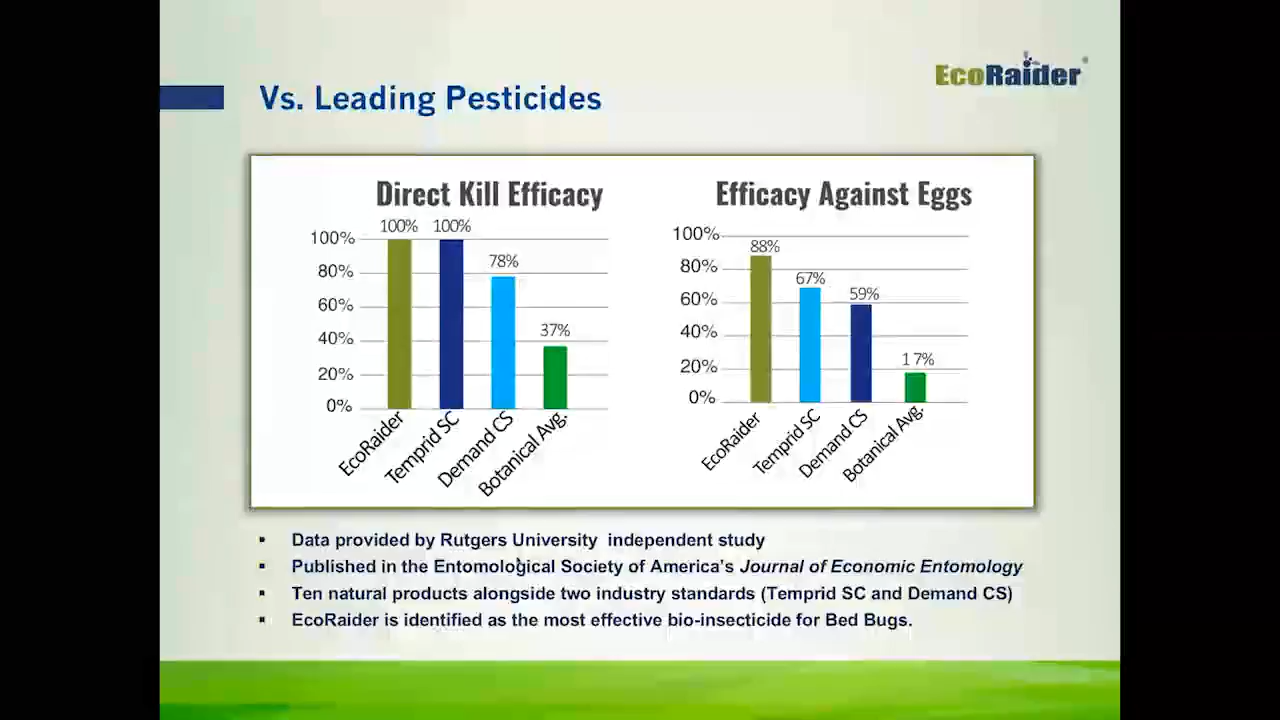 EcoRaider
Vs. Leading Pesticides
Direct Kill Efficacy
100% 100%
100%
78%
80%
60%
37%
40%
20%
0%
EcoRaider
Temprid SC
Demand CS
Botanical Avg.
Efficacy Against Eggs
100%
88%
80%
67%
59%
60%
40%
17%
20%
0%
EcoRaider
Temprid SC
Demand CS
Botanical Avg.
▪ Data provided by Rutgers University independent study
▪ Published in the Entomological Society of America's Journal of Economic Entomology
▪ Ten natural products alongside two industry standards (Temprid SC and Demand CS)
▪ EcoRaider is identified as the most effective bio-insecticide for Bed Bugs.